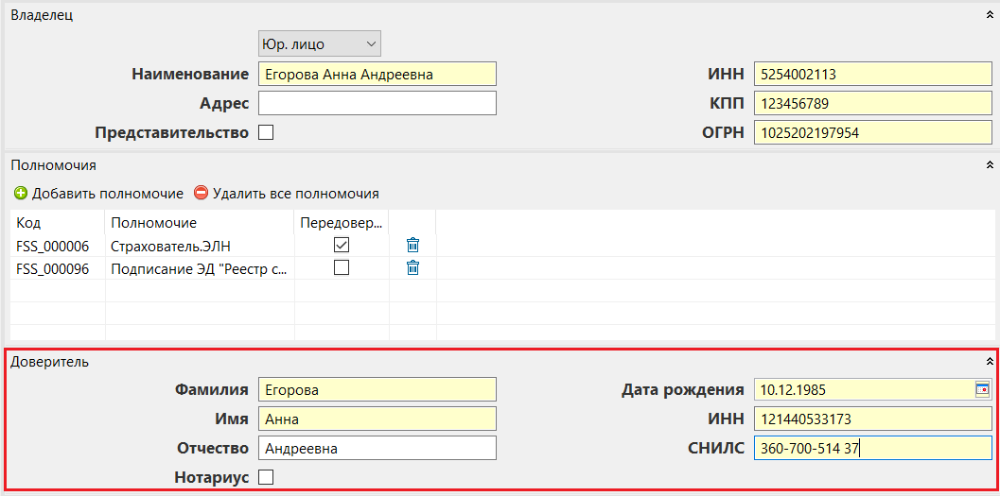 Владелец
Юр. лицо
Наименование Егорова Анна Андреевна ИНН 5254002113
Адрес КПП 123456789
Представительство ОГРН 1025202197954
Полномочия
Добавить полномочие Удалить все полномочия
Код Полномочие Передовер...
FSS_000006 Страхователь.ЭЛН
FSS_000096 Подписание ЭД "Реестр с...
Доверитель
Фамилия Егорова Дата рождения 10.12.1985
Имя Анна ИНН 121440533173
Отчество Андреевна СНИЛС 360-700-514 37
Нотариус